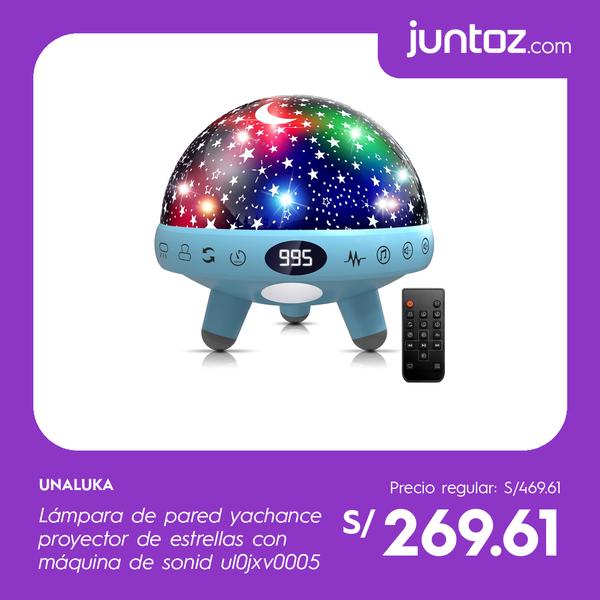 juntoz.com
995
UNALUKA
Precio regular: S/469.61
Lámpara de pared yachance
proyector de estrellas con
máquina de sonid ul0jxv0005
S/ 269.61